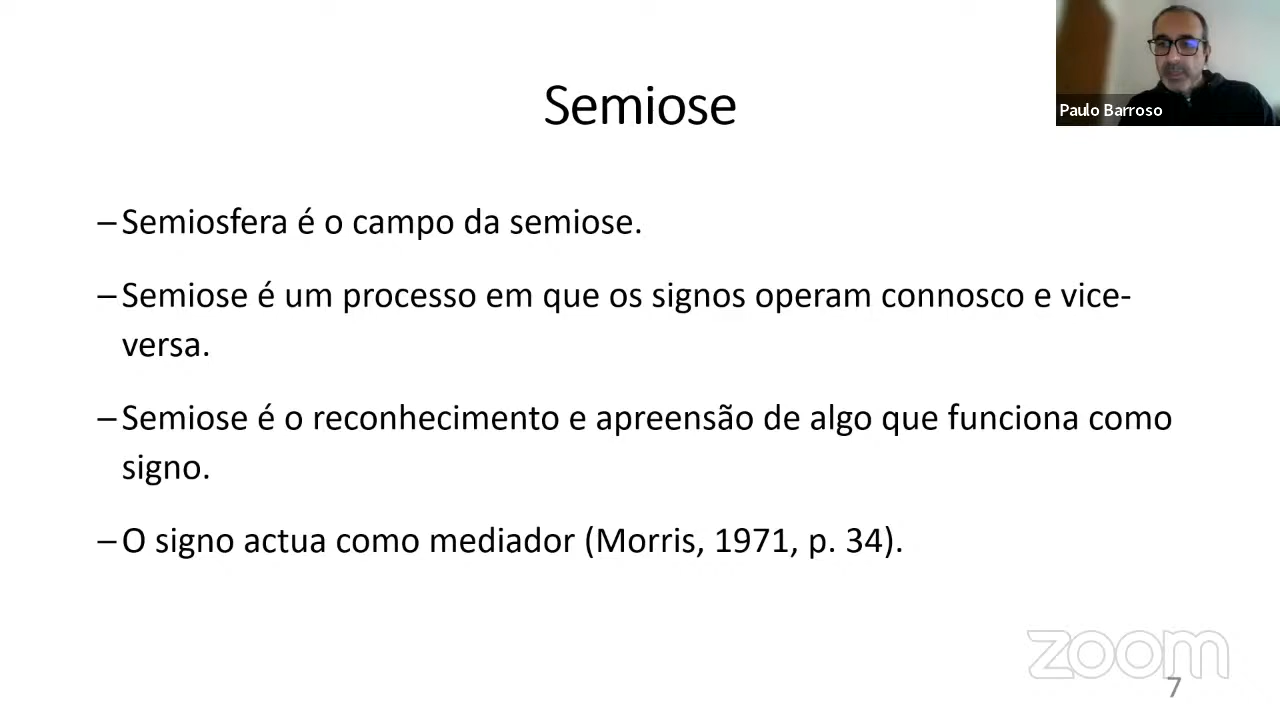 Semiose
Paulo Barroso
–Semiosfera é o campo da semiose.
–Semiose é um processo em que os signos operam connosco e vice-
versa.
–Semiose é o reconhecimento e apreensão de algo que funciona como
signo.
–O signo actua como mediador (Morris, 1971, p. 34).
zoom
7